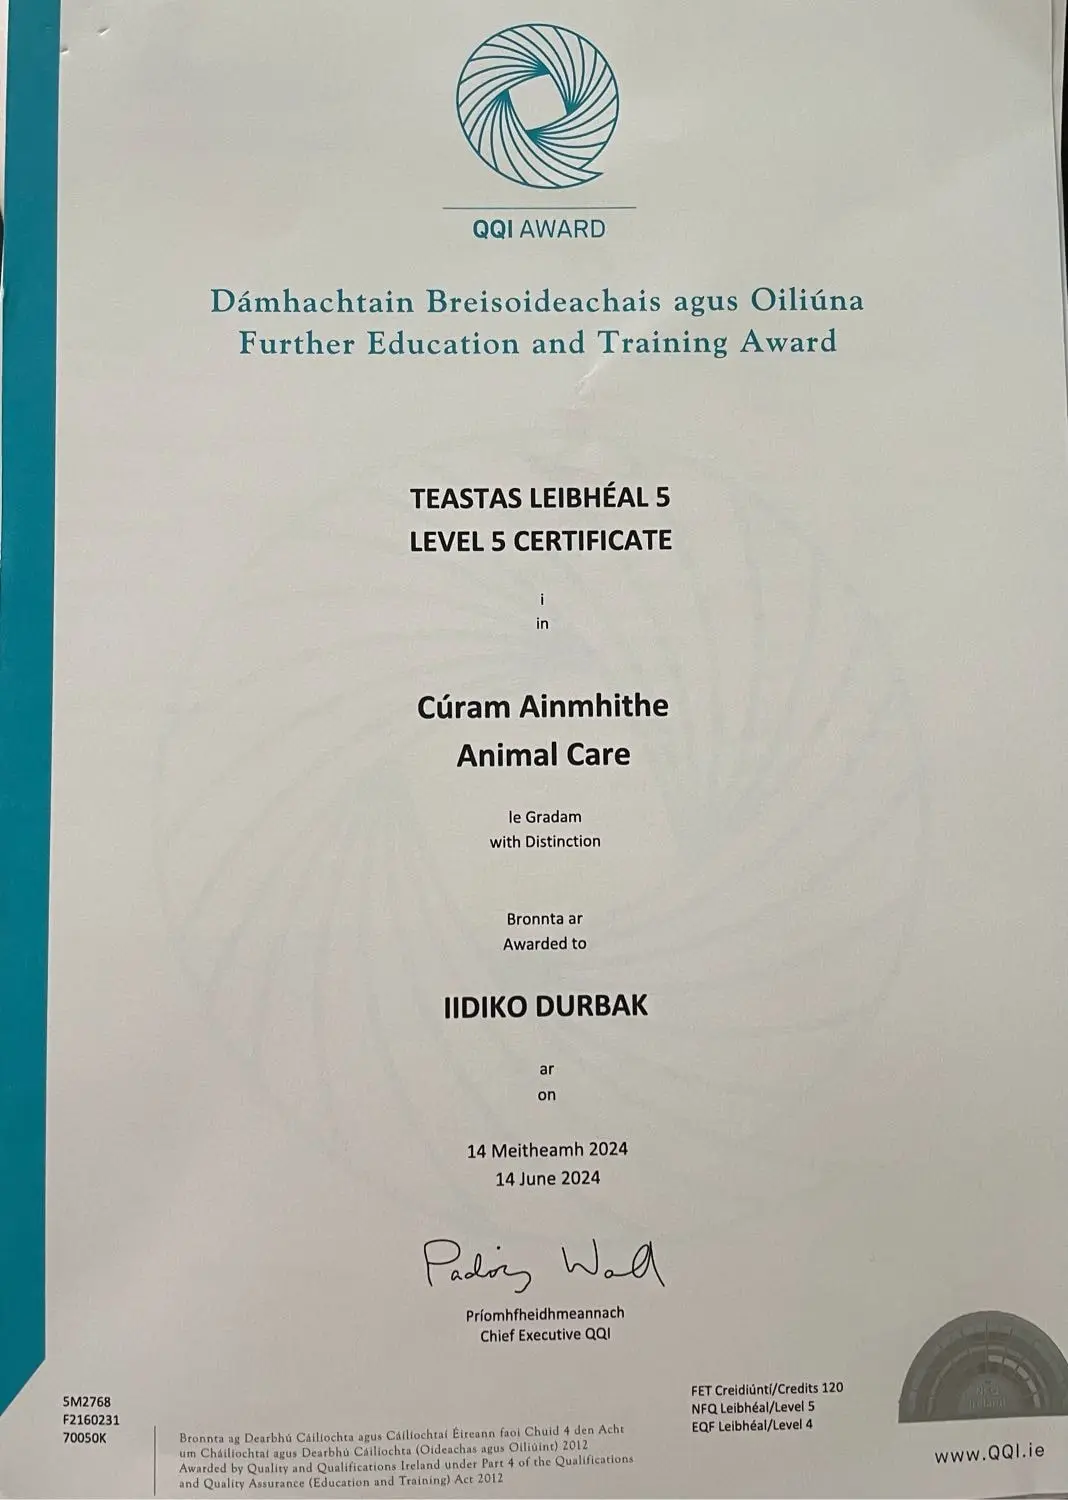 QQI AWARD
Dámhachtain Breisoideachais agus Oiliúna
Further Education and Training Award
TEASTAS LEIBHÉAL 5
LEVEL 5 CERTIFICATE
i
in
Cúram Ainmhithe
Animal Care
le Gradam
with Distinction
Bronnta ar
Awarded to
IIDIKO DURBAK
ar
on
14 Meitheamh 2024
14 June 2024
Príomhfheidhmeannach
Chief Executive QQI
5M2768
F2160231
70050K
Bronnta ag Dearbhú Cáilíochta agus Cáilíochtaí Éireann faoi Chuid 4 den Acht
um Cháilíochtaí agus Dearbhú Cáilíochta (Oideachas agus Oiliúint) 2012
Awarded by Quality and Qualifications Ireland under Part 4 of the Qualifications
and Quality Assurance (Education and Training) Act 2012
FET Creidiúntí/Credits 120
NFQ Leibhéal/Level 5
EQF Leibhéal/Level 4
NFQ
Ireland
www.QQI.ie